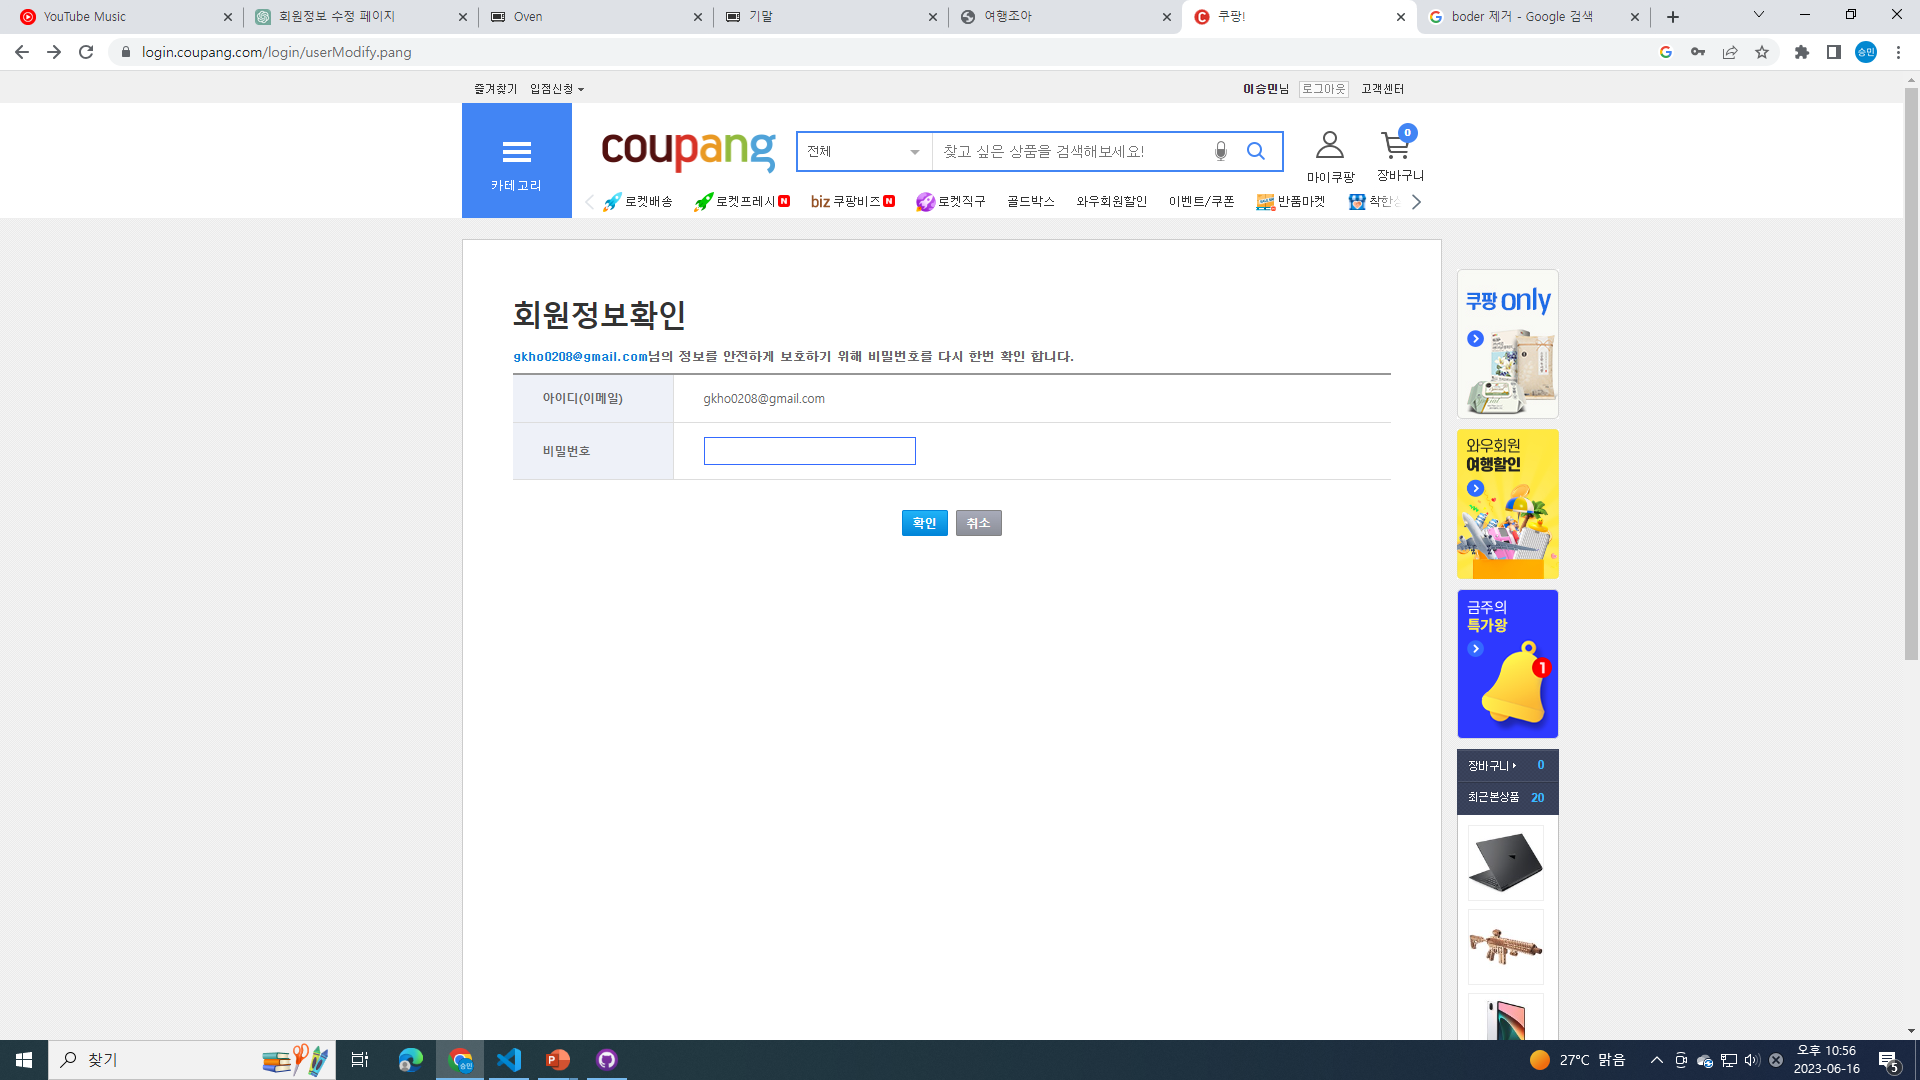 YouTube Music
회원정보 수정 페이지
Oven
기말
여행조아
쿠팡!
boder 제거 - Google 검색
login.coupang.com/login/userModify.pang
승민
즐겨찾기 입점신청
이승민님 로그아웃 고객센터
카테고리
coupang
전체
찾고 싶은 상품을 검색해보세요!
마이쿠팡
0
장바구니
로켓배송
로켓프레시 N
biz 쿠팡비즈 N
로켓직구
골드박스
와우회원할인
이벤트/쿠폰
반품마켓
착한상
회원정보확인
gkho0208@gmail.com님의 정보를 안전하게 보호하기 위해 비밀번호를 다시 한번 확인 합니다.
아이디(이메일) gkho0208@gmail.com
비밀번호
확인 취소
쿠팡 only
와우회원
여행할인
금주의
특가왕
1
장바구니 0
최근본상품 20
찾기
승민
27°C 맑음
오후 10:56
2023-06-16
5